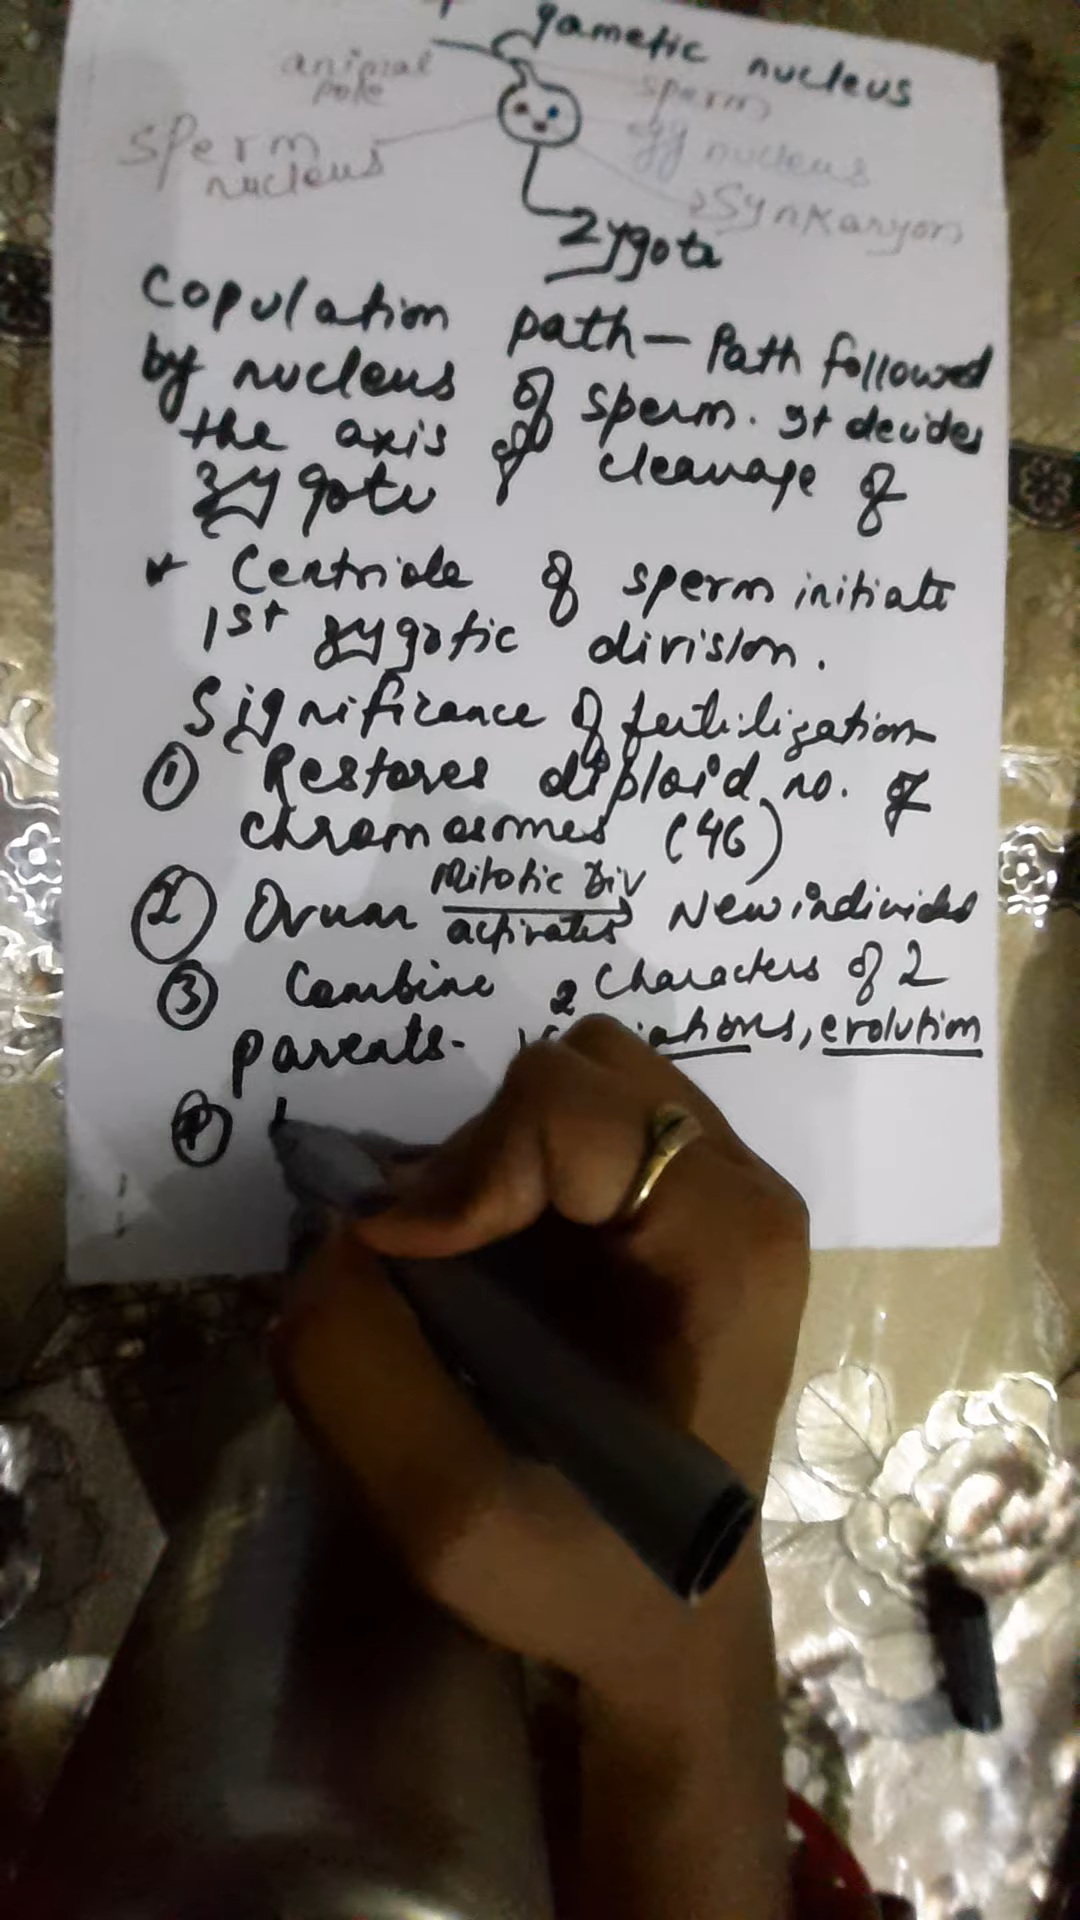 gametic nucleus
animal
pole
sperm
sperm
nucleus
egg nucleus
Synkaryon
Zygote
Copulation path — Path followed
by nucleus of sperm. It decides
the axis of cleavage of
zygote
* Centriole of sperm initiate
1st zygotic division.
Significance of fertilization
① Restores diploid no. of
chromosomes (46)
② Ovum Mitotic Div New individual
activates
③ Combine 2 Characters of 2
parents. iations, evolution
④